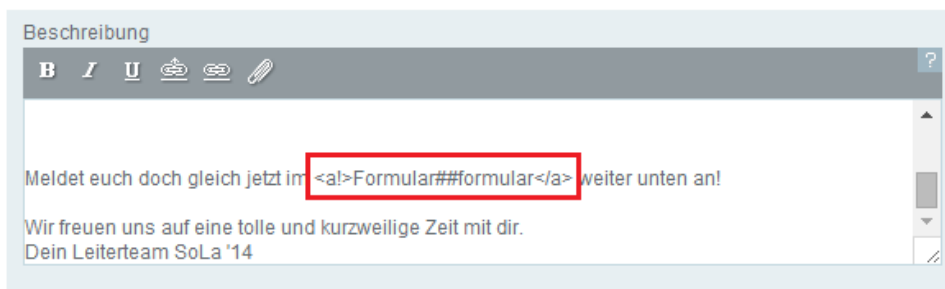 Beschreibung
B I U ?
Meldet euch doch gleich jetzt im <a!>Formular##formular</a> weiter unten an!
Wir freuen uns auf eine tolle und kurzweilige Zeit mit dir.
Dein Leiterteam SoLa '14